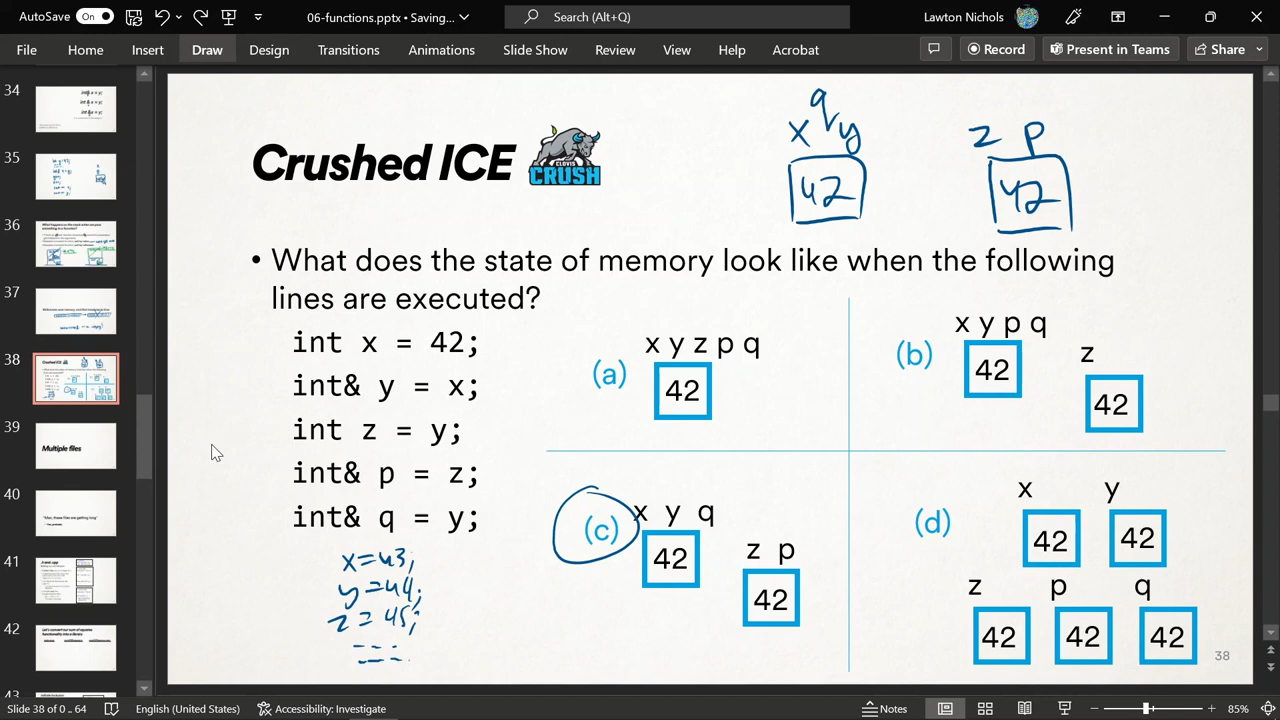 AutoSave On 06-functions.pptx • Saving... Search (Alt+Q) Lawton Nichols
File Home Insert Draw Design Slide Show Transitions Animations Review View Help Acrobat Record Present in Teams Share
34
35
36
37
38
39
Multiple files
40
41
42
43
Crushed ICE
CLOVIS
CRUSH
x q y
42
z p
42
• What does the state of memory look like when the following
lines are executed?
int x = 42;
int& y = x;
int z = y;
int& p = z;
int& q = y;
x=43;
y=44;
z=45;
(a)
x y z p q
42
(b)
x y p q
42
z
42
(c)
x y q
42
z p
42
(d)
x y
42 42
z p q
42 42 42
38
Slide 38 of 0 .. 64 English (United States) Accessibility: Investigate Notes 85%